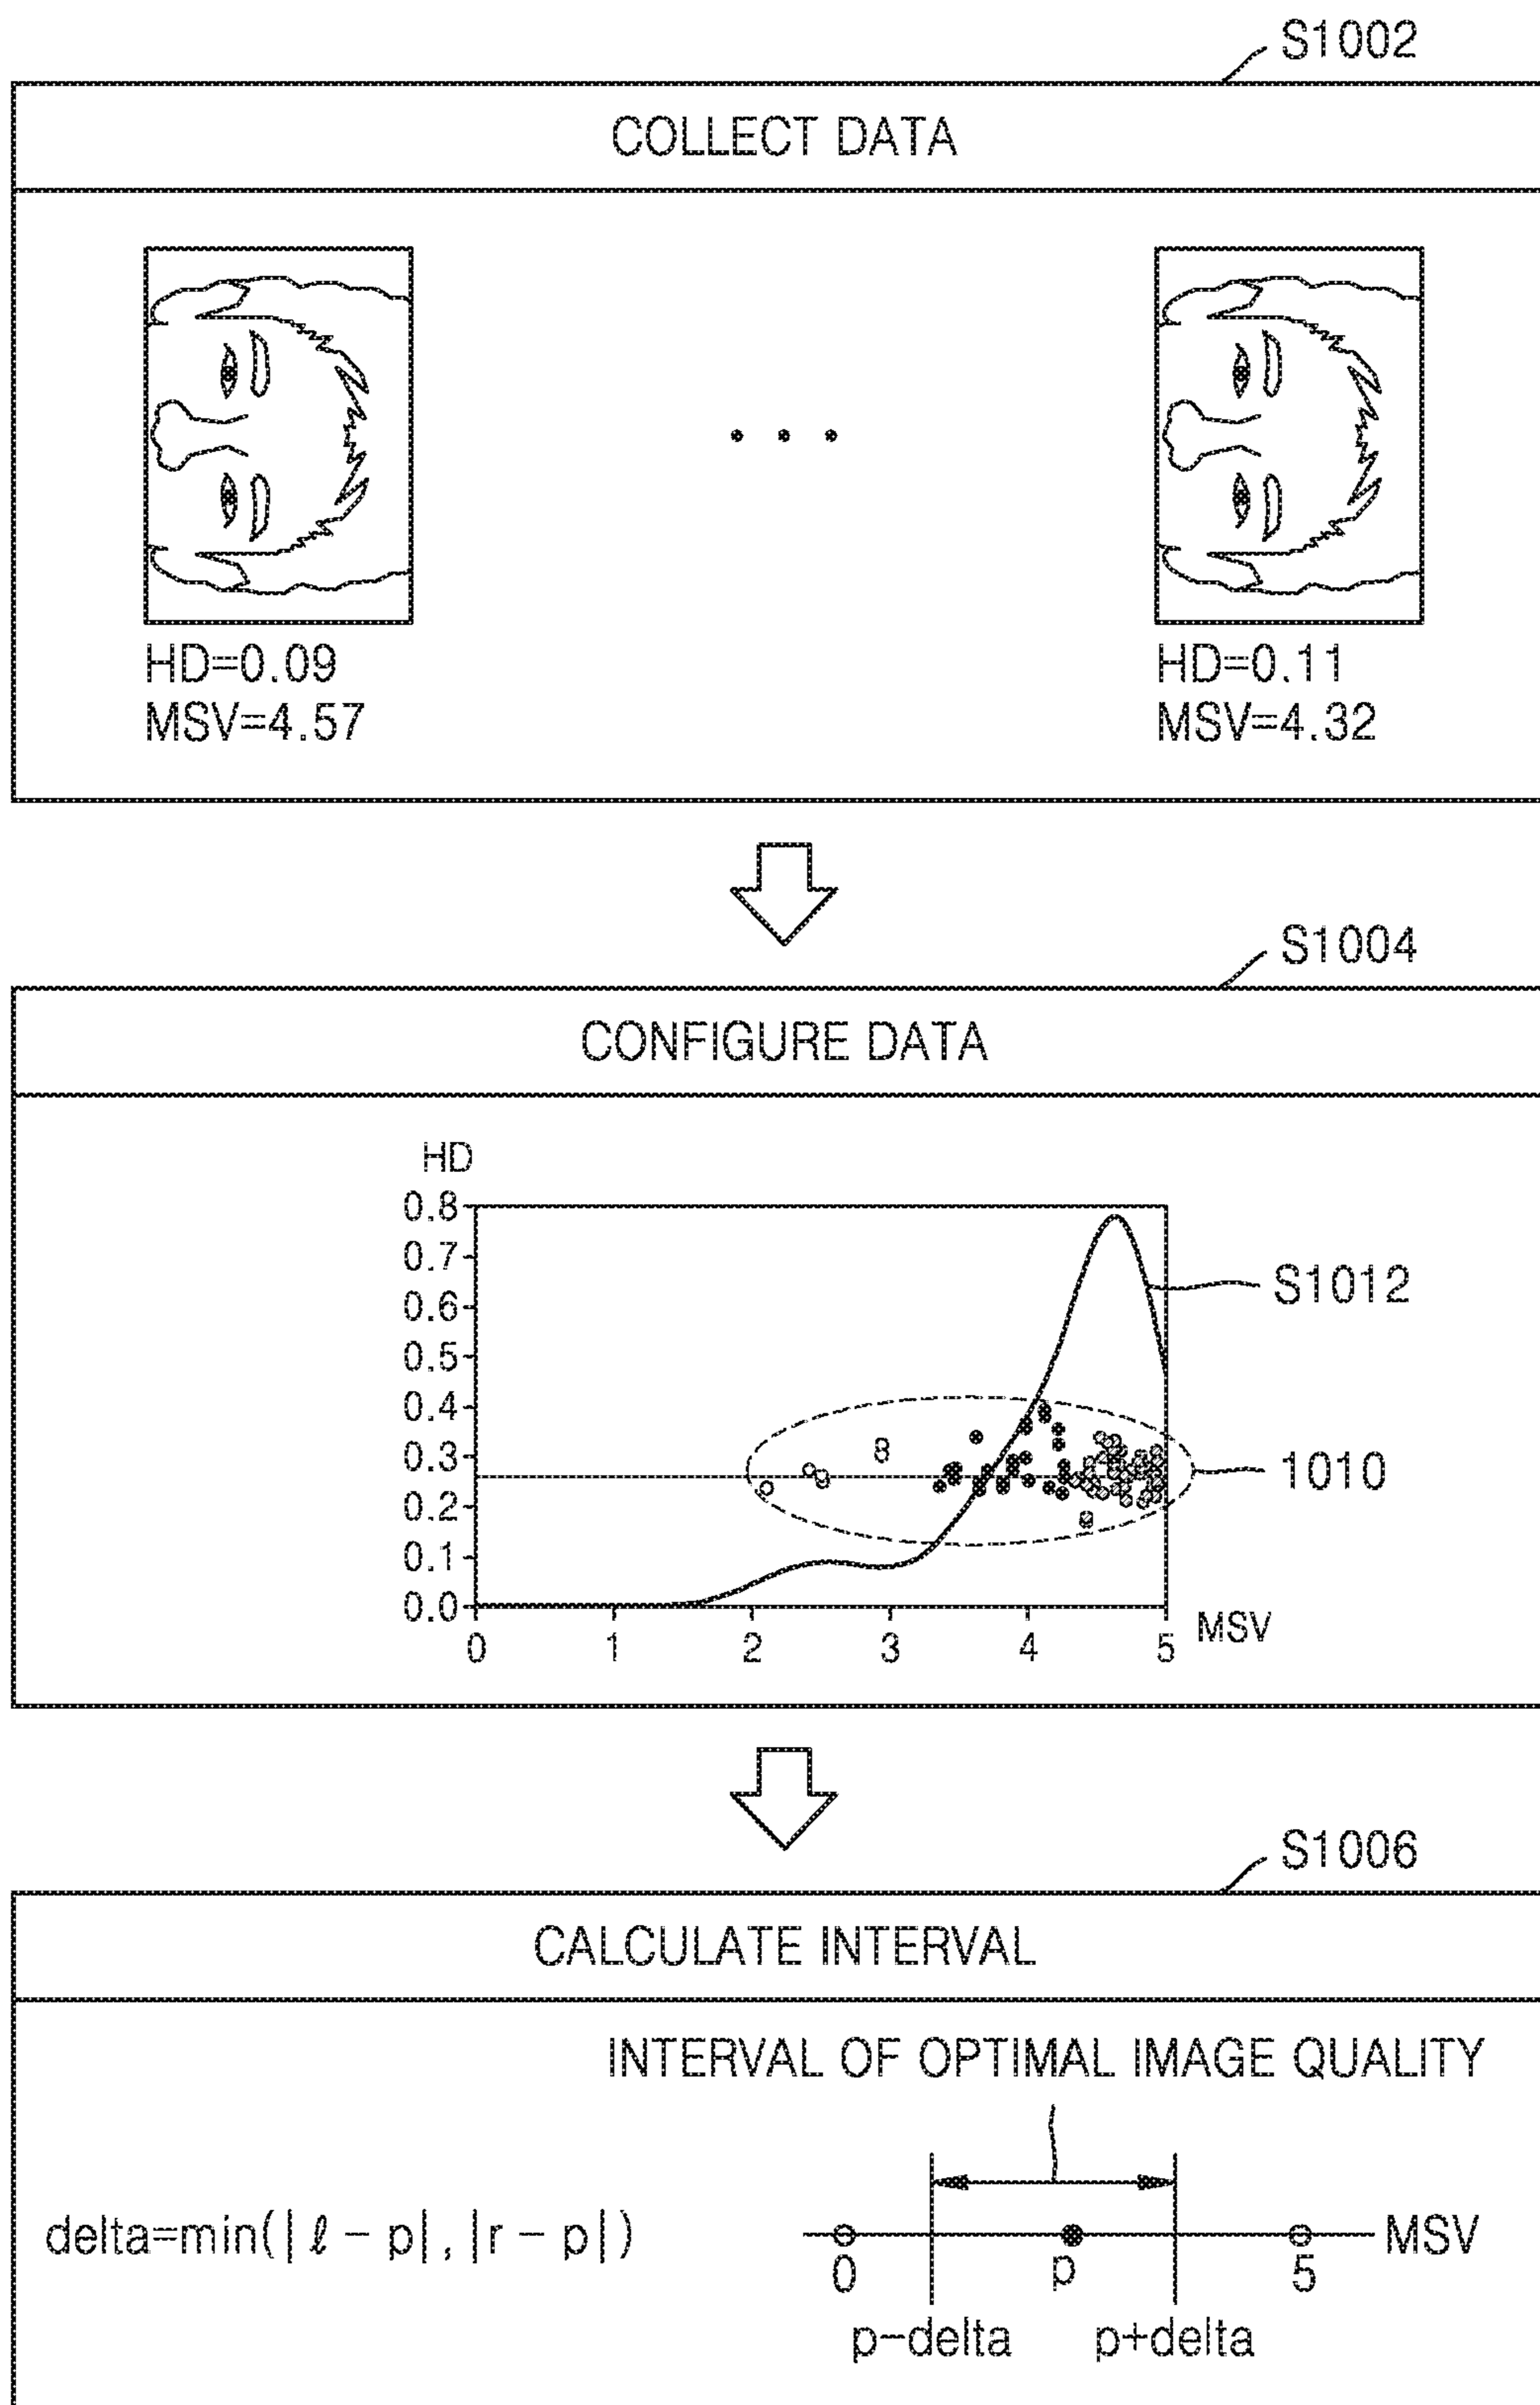 S1002
COLLECT DATA
HD=0.09
MSV=4.57
HD=0.11
MSV=4.32
S1004
CONFIGURE DATA
HD
0.8
0.7
0.6
0.5
0.4
0.3
0.2
0.1
0.0
0 1 2 3 4 5 MSV
S1012
1010
S1006
CALCULATE INTERVAL
INTERVAL OF OPTIMAL IMAGE QUALITY
delta=min(|ℓ - p|,|r - p|)
0 p 5 MSV
p-delta p+delta